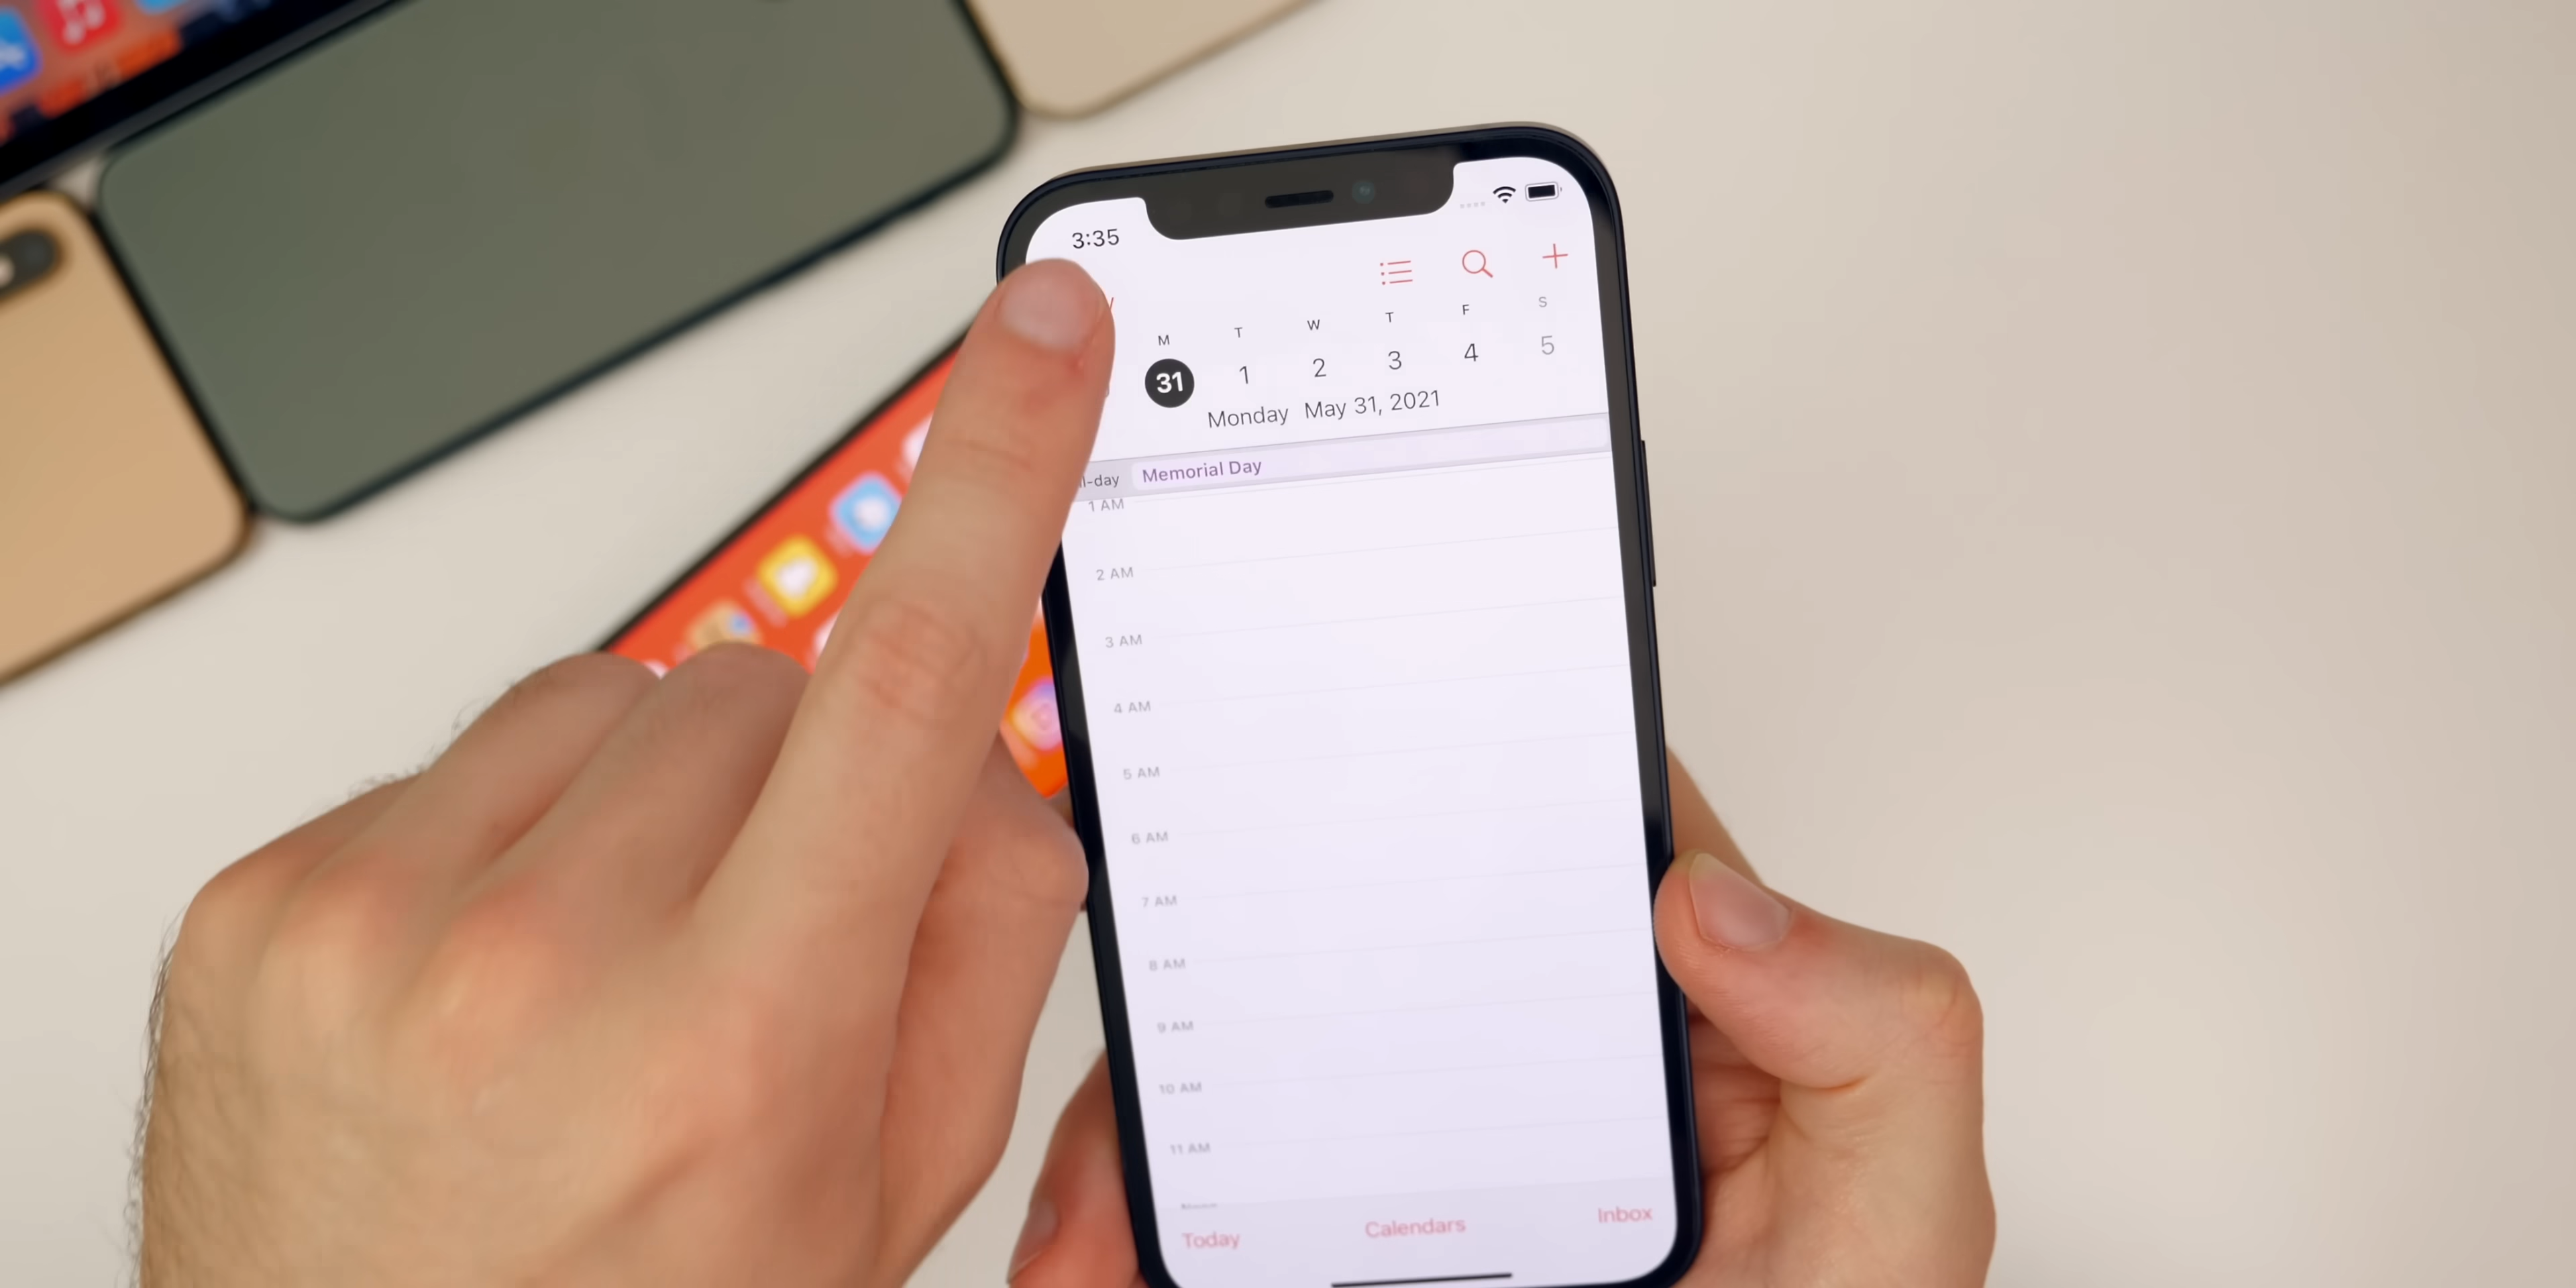 3:35
M T W T F S
31 1 2 3 4 5
Monday May 31, 2021
ll-day Memorial Day
1 AM
2 AM
3 AM
4 AM
5 AM
6 AM
7 AM
8 AM
9 AM
10 AM
11 AM
Today Calendars Inbox